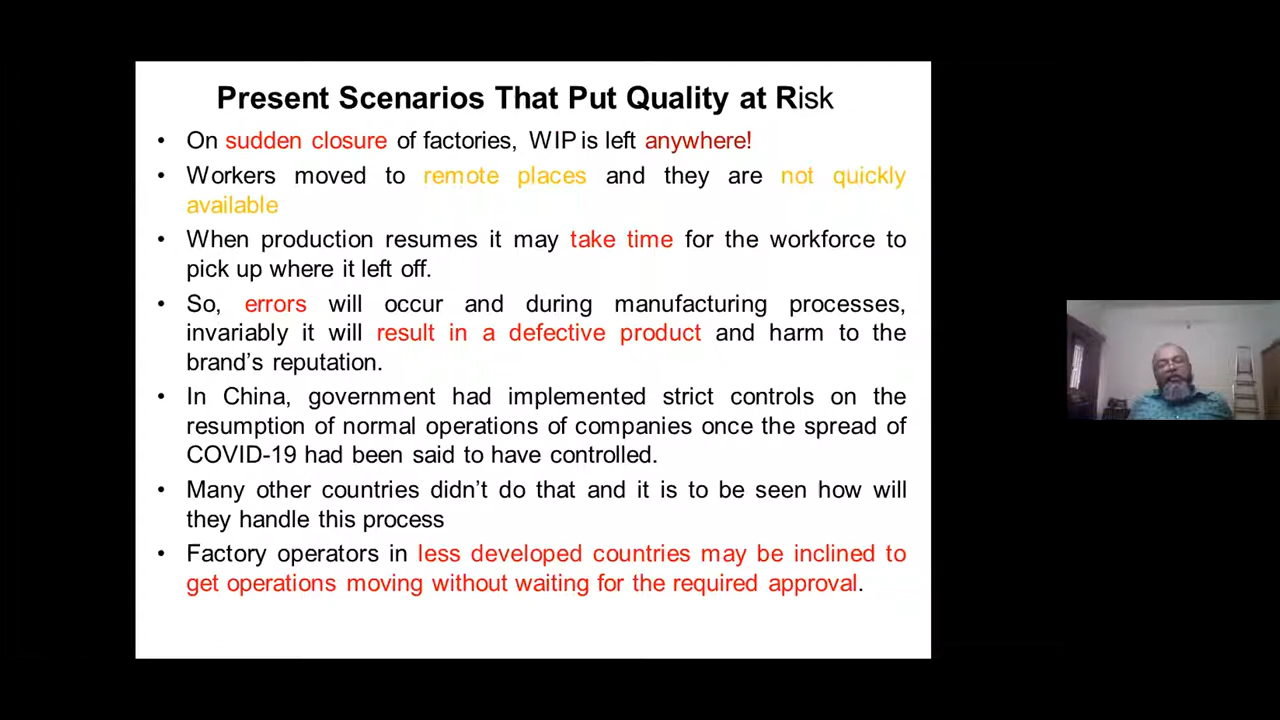 Present Scenarios That Put Quality at Risk
• On sudden closure of factories, WIP is left anywhere!
• Workers moved to remote places and they are not quickly
available
• When production resumes it may take time for the workforce to
pick up where it left off.
• So, errors will occur and during manufacturing processes,
invariably it will result in a defective product and harm to the
brand’s reputation.
• In China, government had implemented strict controls on the
resumption of normal operations of companies once the spread of
COVID-19 had been said to have controlled.
• Many other countries didn’t do that and it is to be seen how will
they handle this process
• Factory operators in less developed countries may be inclined to
get operations moving without waiting for the required approval.